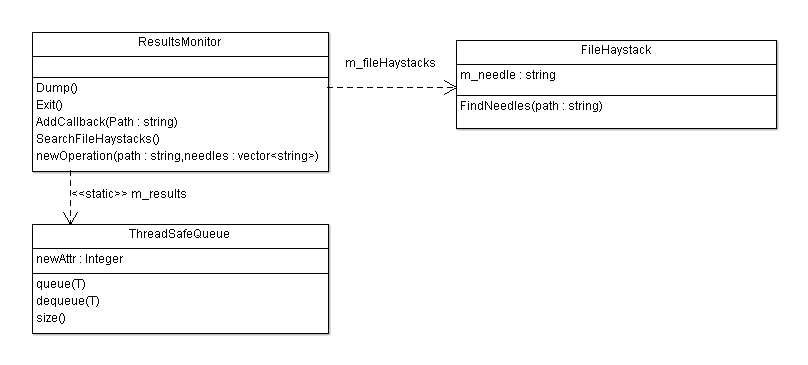 ResultsMonitor
Dump()
Exit()
AddCallback(Path : string)
SearchFileHaystacks()
newOperation(path : string,needles : vector<string>)
m_fileHaystacks
FileHaystack
m_needle : string
FindNeedles(path : string)
<<static>> m_results
ThreadSafeQueue
newAttr : Integer
queue(T)
dequeue(T)
size()